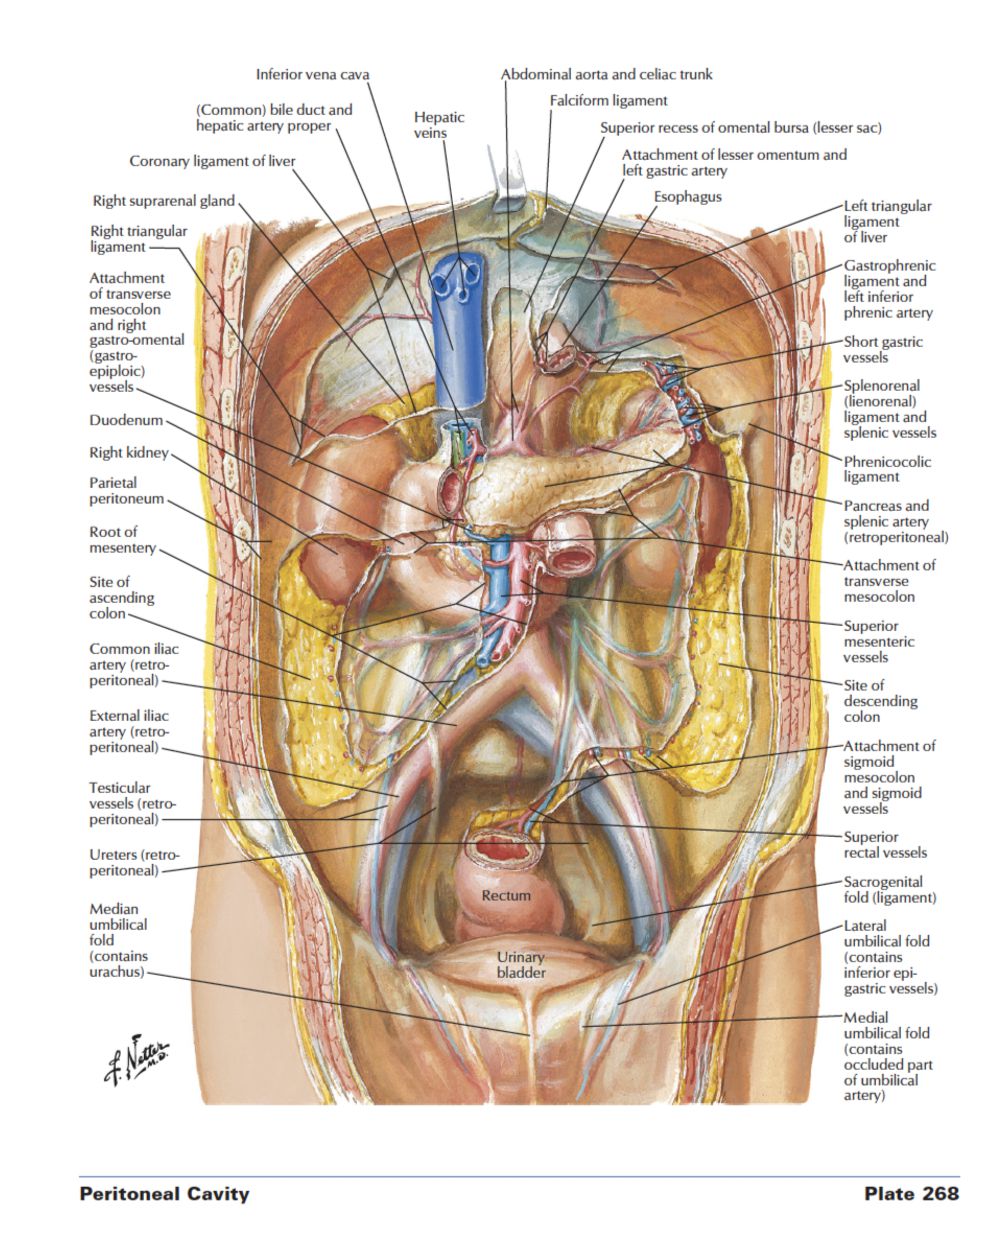 Inferior vena cava
(Common) bile duct and
hepatic artery proper
Coronary ligament of liver
Right suprarenal gland
Right triangular
ligament
Attachment
of transverse
mesocolon
and right
gastro-omental
(gastro-
epiploic)
vessels
Duodenum
Right kidney
Parietal
peritoneum
Root of
mesentery
Site of
ascending
colon
Common iliac
artery (retro-
peritoneal)
External iliac
artery (retro-
peritoneal)
Testicular
vessels (retro-
peritoneal)
Ureters (retro-
peritoneal)
Median
umbilical
fold
(contains
urachus)
Hepatic
veins
Abdominal aorta and celiac trunk
Falciform ligament
Superior recess of omental bursa (lesser sac)
Attachment of lesser omentum and
left gastric artery
Esophagus
Left triangular
ligament
of liver
Gastrophrenic
ligament and
left inferior
phrenic artery
Short gastric
vessels
Splenorenal
(lienorenal)
ligament and
splenic vessels
Phrenicocolic
ligament
Pancreas and
splenic artery
(retroperitoneal)
Attachment of
transverse
mesocolon
Superior
mesenteric
vessels
Site of
descending
colon
Attachment of
sigmoid
mesocolon
and sigmoid
vessels
Superior
rectal vessels
Sacrogenital
fold (ligament)
Lateral
umbilical fold
(contains
inferior epi-
gastric vessels)
Medial
umbilical fold
(contains
occluded part
of umbilical
artery)
Rectum
Urinary
bladder
F. Netter
M.D.
Peritoneal Cavity
Plate 268